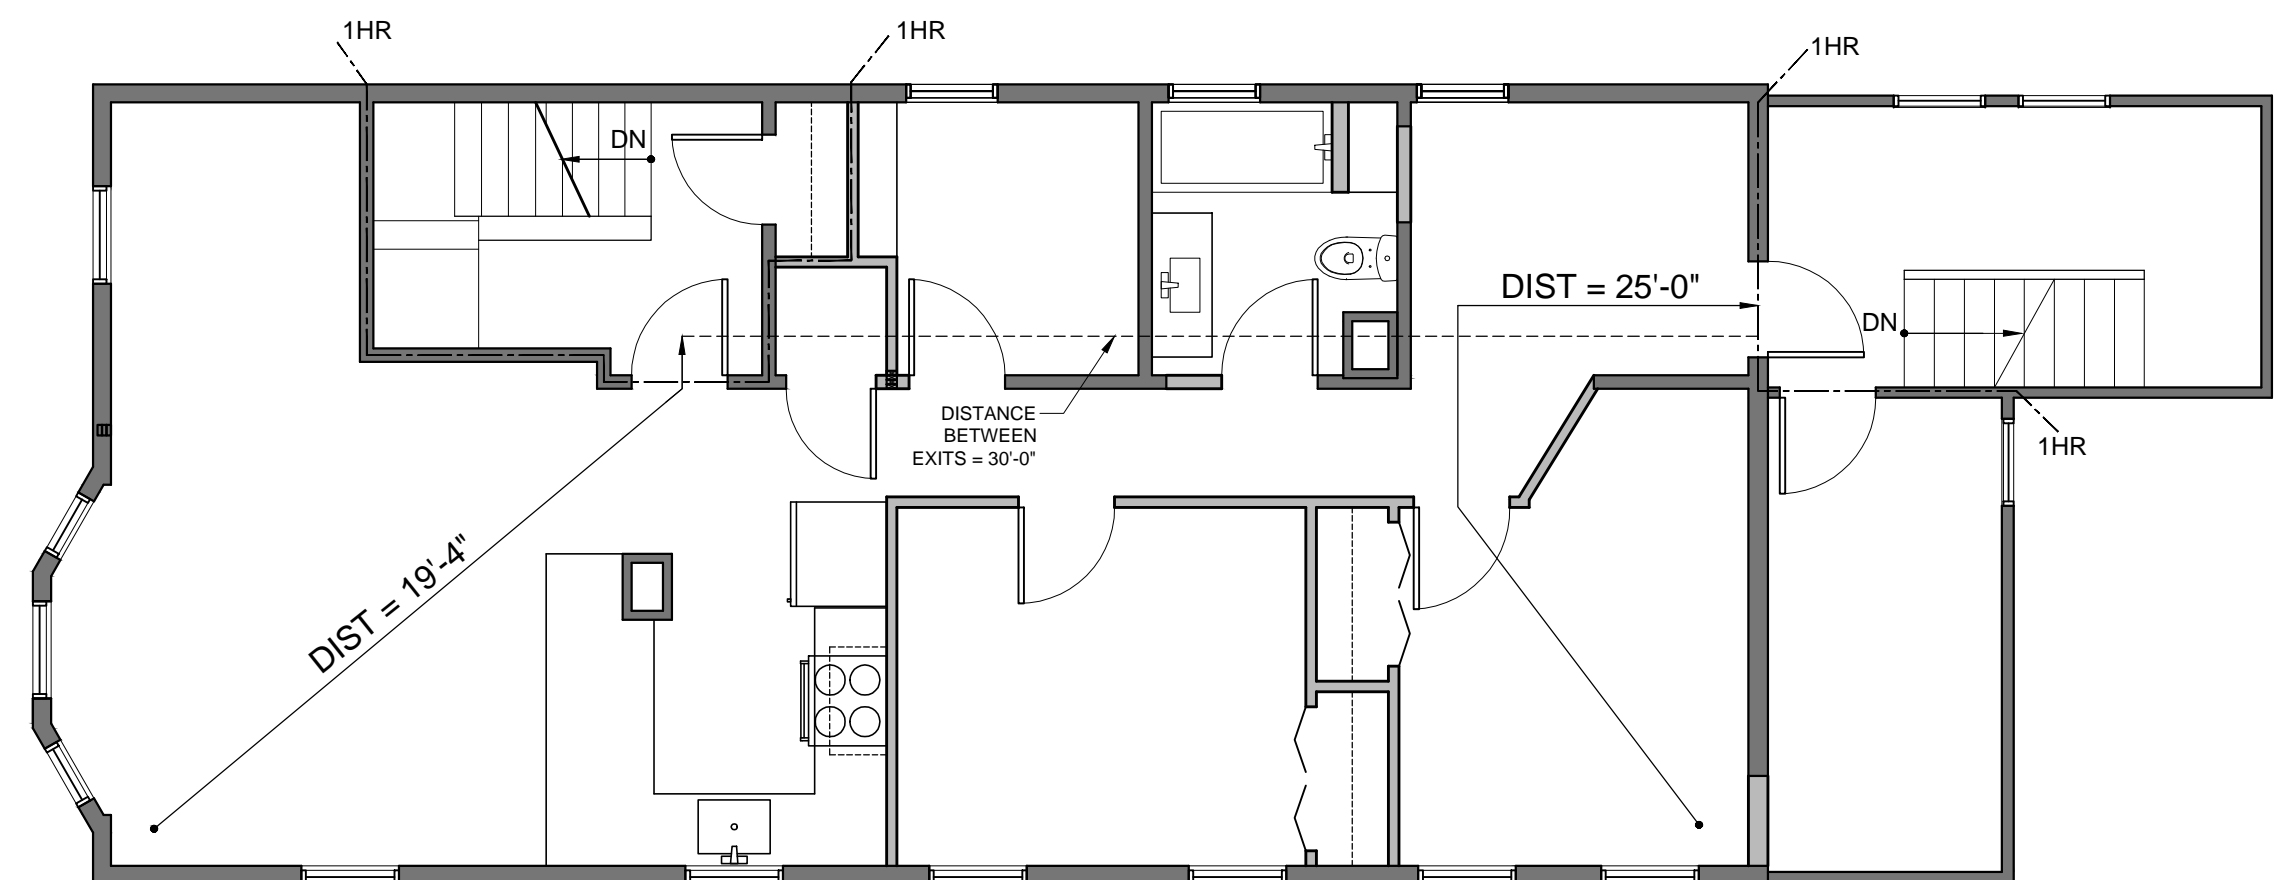 1HR
1HR
1HR
DN
DIST = 25'-0"
DN
DISTANCE
BETWEEN
EXITS = 30'-0"
1HR
DIST = 19'-4"